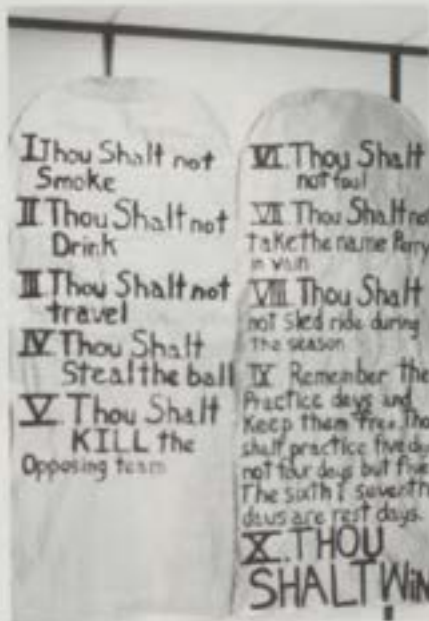 I Thou Shalt not
Smoke
II Thou Shalt not
Drink
III Thou Shalt not
travel
IV Thou Shalt
Steal the ball
V. Thou Shalt
KILL the
Opposing team
VI. Thou Shalt
not foul
VII Thou Shalt not
take the name Perry
in vain
VIII Thou Shalt
not sled ride during
The season
IX Remember the
Practice days and
Keep them free. Thou
shalt practice five
not four days but five
The sixth & seventh
days are rest days.
X. THOU
SHALT WIN